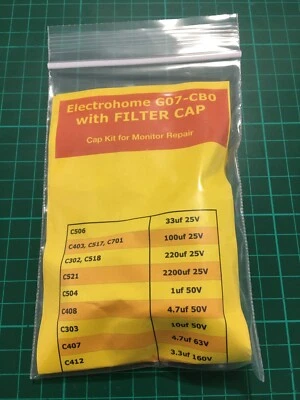 Electrohome G07-CB0
with FILTER CAP
Cap Kit for Monitor Repair
C506 33uf 25V
C403, C517, C701 100uf 25V
C302, C518 220uf 25V
C521 2200uf 25V
C504 1uf 50V
C408 4.7uf 50V
C303 10uf 50V
C407 4.7uf 63V
C412 3.3uf 160V